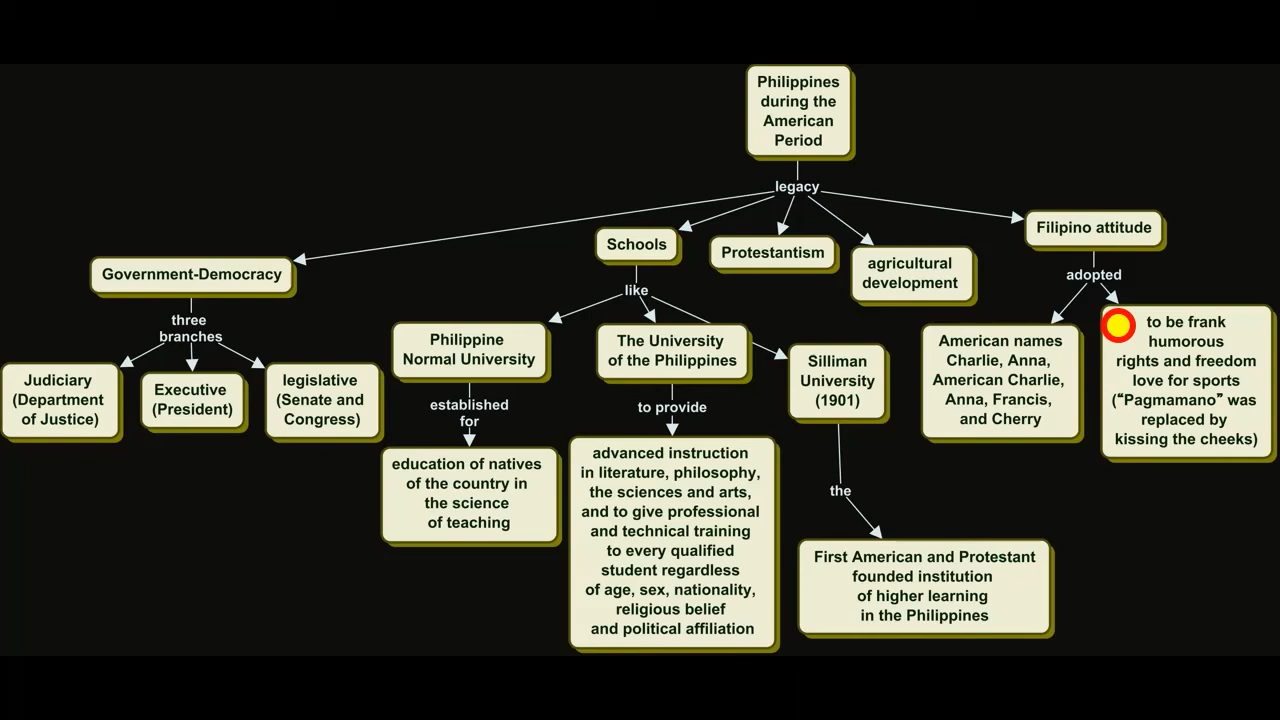 Philippines
during the
American
Period
legacy
Government-Democracy
three
branches
Judiciary
(Department
of Justice)
Executive
(President)
legislative
(Senate and
Congress)
Schools
like
Philippine
Normal University
established
for
education of natives
of the country in
the science
of teaching
The University
of the Philippines
to provide
advanced instruction
in literature, philosophy,
the sciences and arts,
and to give professional
and technical training
to every qualified
student regardless
of age, sex, nationality,
religious belief
and political affiliation
Silliman
University
(1901)
the
First American and Protestant
founded institution
of higher learning
in the Philippines
Protestantism
agricultural
development
Filipino attitude
adopted
American names
Charlie, Anna,
American Charlie,
Anna, Francis,
and Cherry
to be frank
humorous
rights and freedom
love for sports
(“Pagmamano” was
replaced by
kissing the cheeks)